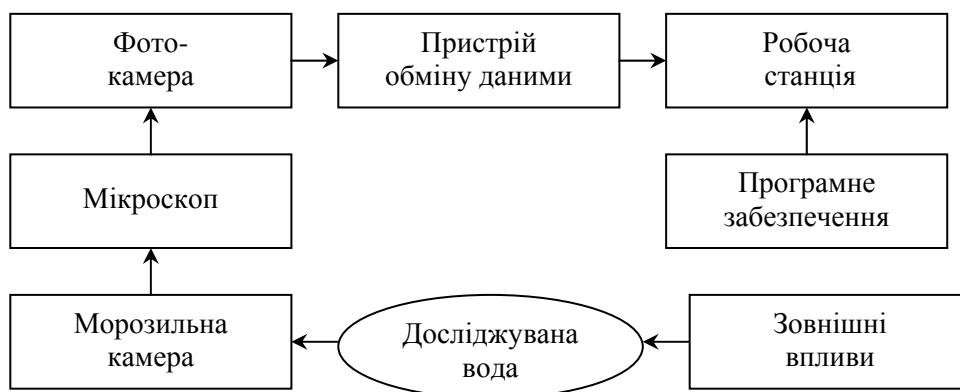 Фото-
камера
Пристрій
обміну даними
Робоча
станція
Мікроскоп
Програмне
забезпечення
Морозильна
камера
Досліджувана
вода
Зовнішні
впливи